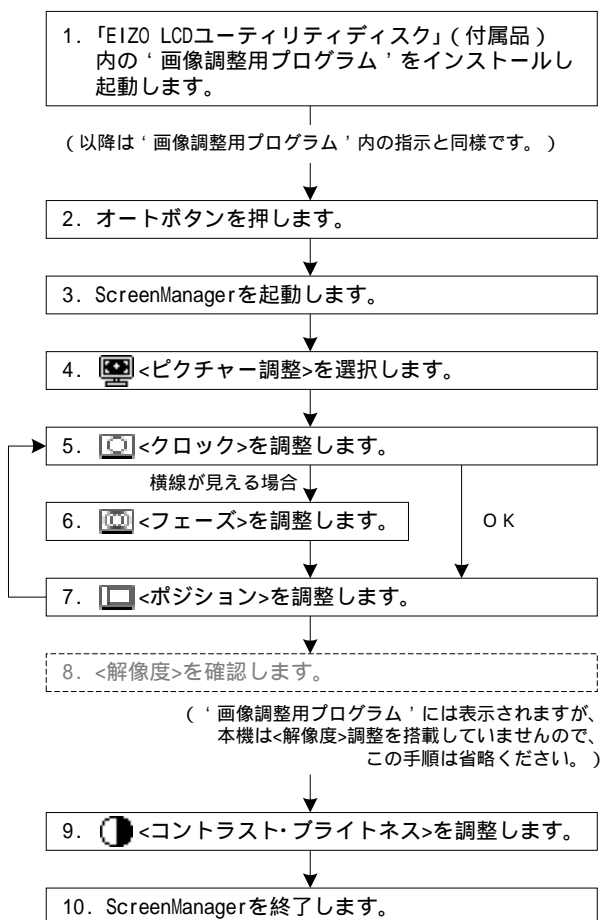 1. 「EIZO LCDユーティリティディスク」(付属品)
内の‘画像調整用プログラム’をインストールし
起動します。
(以降は‘画像調整用プログラム’内の指示と同様です。)
2. オートボタンを押します。
3. ScreenManagerを起動します。
4. <ピクチャー調整>を選択します。
5. <クロック>を調整します。
横線が見える場合
6. <フェーズ>を調整します。
OK
7. <ポジション>を調整します。
8. <解像度>を確認します。
(‘画像調整用プログラム’には表示されますが、
本機は<解像度>調整を搭載していませんので、
この手順は省略ください。)
9. <コントラスト・ブライトネス>を調整します。
10. ScreenManagerを終了します。